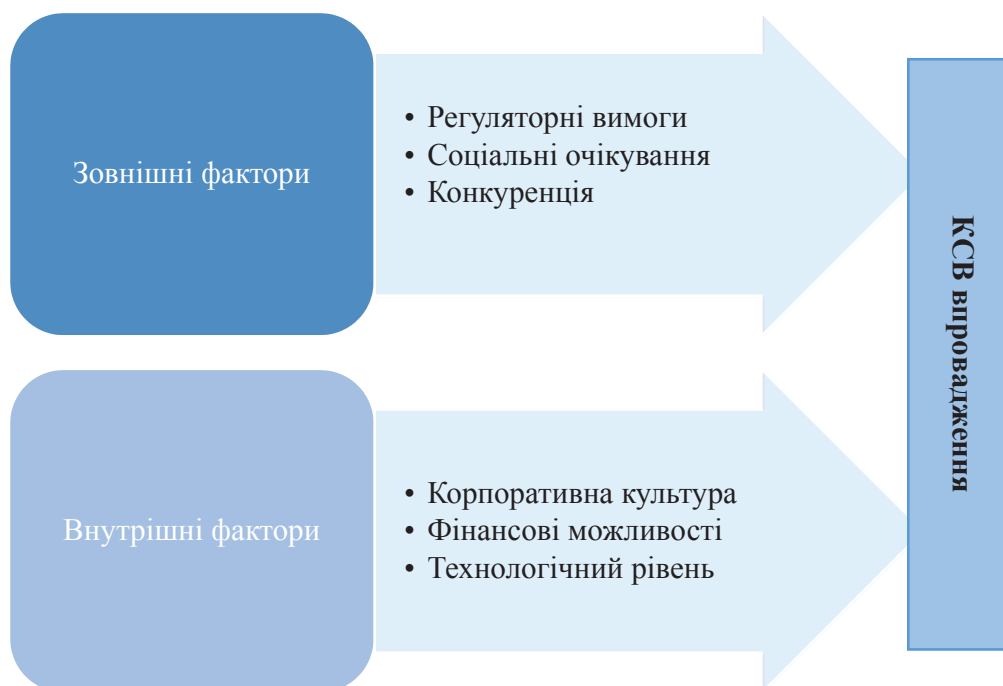 Зовнішні фактори
• Регуляторні вимоги
• Соціальні очікування
• Конкуренція
Внутрішні фактори
• Корпоративна культура
• Фінансові можливості
• Технологічний рівень
КСВ впровадження